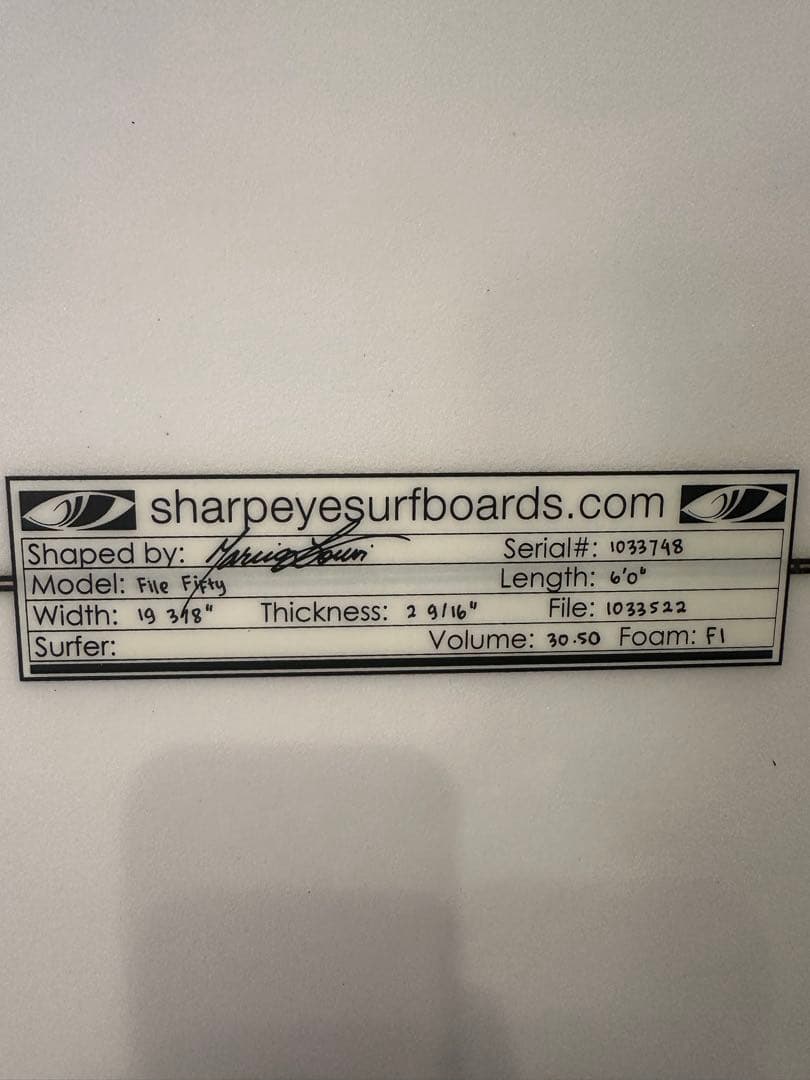 sharpeyesurfboards.com
Shaped by: Serial#: 1033748
Model: File Fifty Length: 6'0"
Width: 19 3/8" Thickness: 2 9/16" File: 1033522
Surfer: Volume: 30.50 Foam: F1